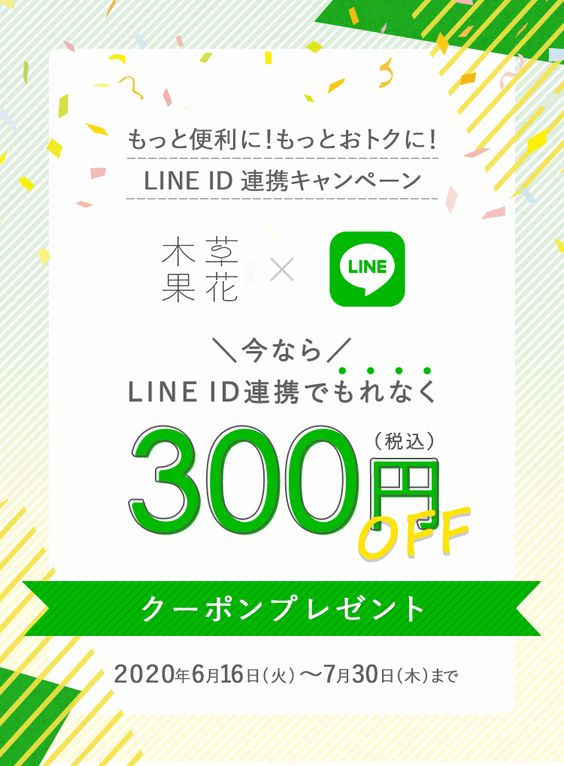 もっと便利に!もっとおトクに!
LINE ID 連携キャンペーン
草花木果
×
LINE
＼今なら／
LINE ID連携でもれなく
300円(税込)
OFF
クーポンプレゼント
2020年6月16日(火)〜7月30日(木)まで